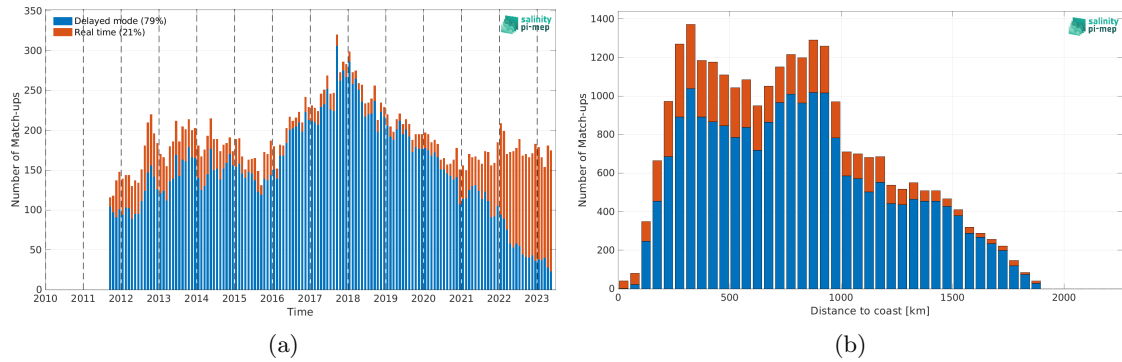 Delayed mode (79%)
Real time (21%)
salinity
pi-mep
Number of Match-ups
350
300
250
200
150
100
50
0
2010 2011 2012 2013 2014 2015 2016 2017 2018 2019 2020 2021 2022 2023
Time
(a)
salinity
pi-mep
Number of Match-ups
1400
1200
1000
800
600
400
200
0
0 500 1000 1500 2000
Distance to coast [km]
(b)